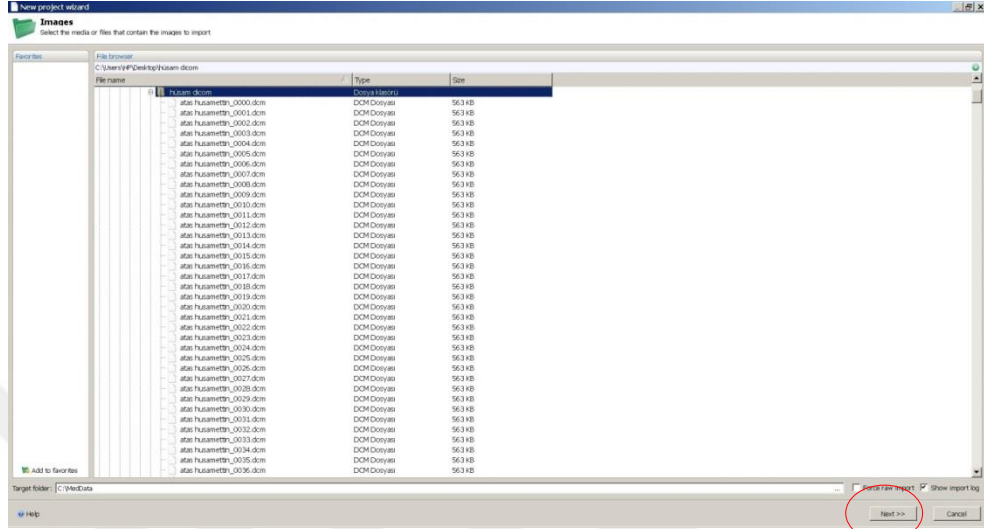 New project wizard
Images
Select the media or files that contain the images to import
Favorites File browser
C:\Users\HP\Desktop\hüsam dicom
File name / Type Size
hüsam dicom Dosya klasörü
atas husamettin_0000.dcm DCM Dosyası 563 KB
atas husamettin_0001.dcm DCM Dosyası 563 KB
atas husamettin_0002.dcm DCM Dosyası 563 KB
atas husamettin_0003.dcm DCM Dosyası 563 KB
atas husamettin_0004.dcm DCM Dosyası 563 KB
atas husamettin_0005.dcm DCM Dosyası 563 KB
atas husamettin_0006.dcm DCM Dosyası 563 KB
atas husamettin_0007.dcm DCM Dosyası 563 KB
atas husamettin_0008.dcm DCM Dosyası 563 KB
atas husamettin_0009.dcm DCM Dosyası 563 KB
atas husamettin_0010.dcm DCM Dosyası 563 KB
atas husamettin_0011.dcm DCM Dosyası 563 KB
atas husamettin_0012.dcm DCM Dosyası 563 KB
atas husamettin_0013.dcm DCM Dosyası 563 KB
atas husamettin_0014.dcm DCM Dosyası 563 KB
atas husamettin_0015.dcm DCM Dosyası 563 KB
atas husamettin_0016.dcm DCM Dosyası 563 KB
atas husamettin_0017.dcm DCM Dosyası 563 KB
atas husamettin_0018.dcm DCM Dosyası 563 KB
atas husamettin_0019.dcm DCM Dosyası 563 KB
atas husamettin_0020.dcm DCM Dosyası 563 KB
atas husamettin_0021.dcm DCM Dosyası 563 KB
atas husamettin_0022.dcm DCM Dosyası 563 KB
atas husamettin_0023.dcm DCM Dosyası 563 KB
atas husamettin_0024.dcm DCM Dosyası 563 KB
atas husamettin_0025.dcm DCM Dosyası 563 KB
atas husamettin_0026.dcm DCM Dosyası 563 KB
atas husamettin_0027.dcm DCM Dosyası 563 KB
atas husamettin_0028.dcm DCM Dosyası 563 KB
atas husamettin_0029.dcm DCM Dosyası 563 KB
atas husamettin_0030.dcm DCM Dosyası 563 KB
atas husamettin_0031.dcm DCM Dosyası 563 KB
atas husamettin_0032.dcm DCM Dosyası 563 KB
atas husamettin_0033.dcm DCM Dosyası 563 KB
atas husamettin_0034.dcm DCM Dosyası 563 KB
atas husamettin_0035.dcm DCM Dosyası 563 KB
Add to favorites atas husamettin_0036.dcm DCM Dosyası 563 KB
Target folder: C:\MedData ... Force raw import Show import log
Help Next >> Cancel